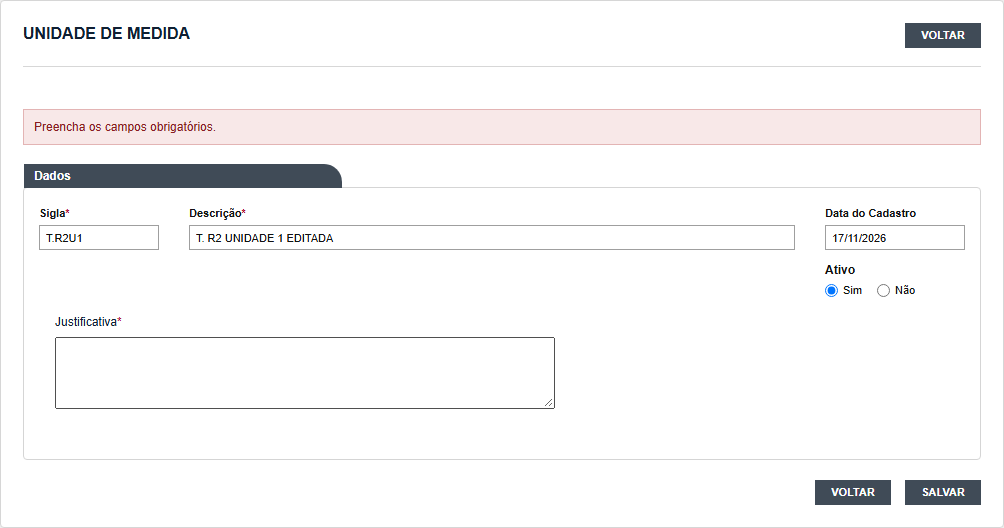 UNIDADE DE MEDIDA
VOLTAR
Preencha os campos obrigatórios.
Dados
Sigla* Descrição* Data do Cadastro
T.R2U1 T. R2 UNIDADE 1 EDITADA 17/11/2026
Ativo
Sim Não
Justificativa*
VOLTAR SALVAR